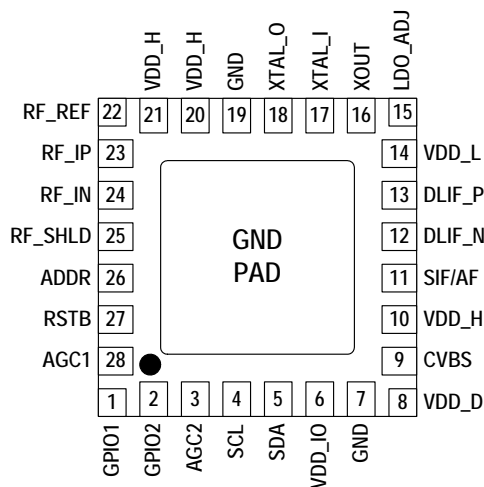 VDD_H
VDD_H
GND
XTAL_O
XTAL_I
XOUT
LDO_ADJ
RF_REF 22 21 20 19 18 17 16 15
RF_IP 23 14 VDD_L
RF_IN 24 13 DLIF_P
RF_SHLD 25 12 DLIF_N
GND
PAD
ADDR 26 11 SIF/AF
RSTB 27 10 VDD_H
AGC1 28 9 CVBS
1 2 3 4 5 6 7 8 VDD_D
GPIO1
GPIO2
AGC2
SCL
SDA
VDD_IO
GND